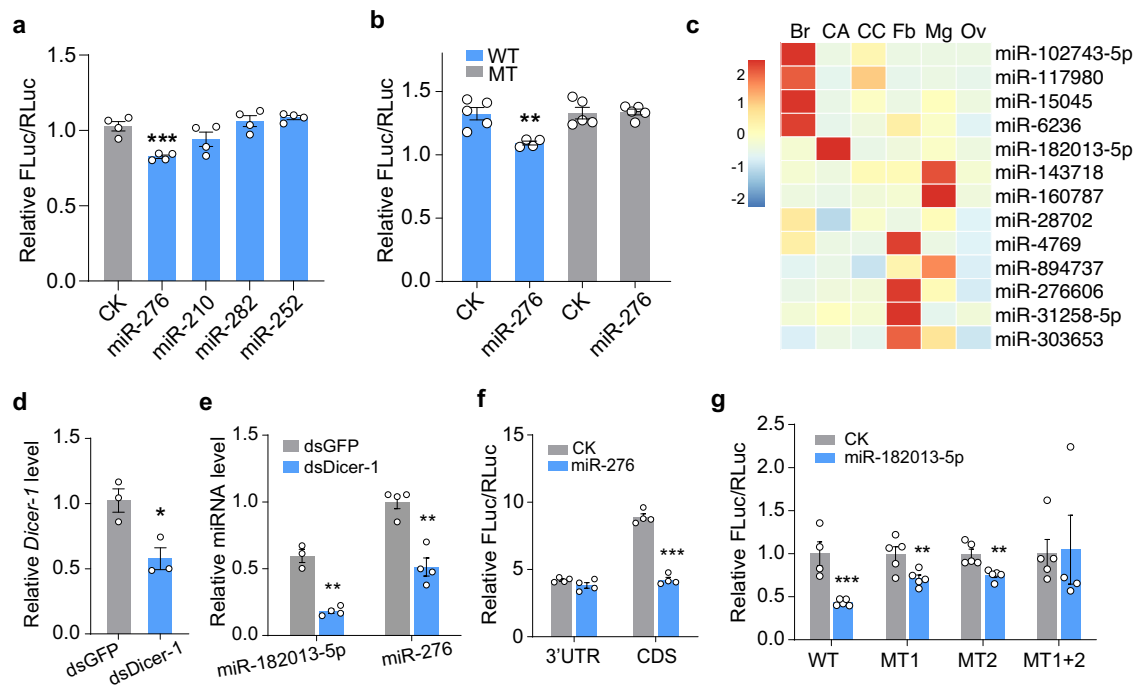 a
Relative FLuc/RLuc
1.5
1.0
0.5
0.0
***
CK
miR-276
miR-210
miR-282
miR-252
b
Relative FLuc/RLuc
1.5
1.0
0.5
0.0
WT
MT
**
CK
miR-276
CK
miR-276
c
Br CA CC Fb Mg Ov
2
1
0
-1
-2
miR-102743-5p
miR-117980
miR-15045
miR-6236
miR-182013-5p
miR-143718
miR-160787
miR-28702
miR-4769
miR-894737
miR-276606
miR-31258-5p
miR-303653
d
Relative Dicer-1 level
1.5
1.0
0.5
0.0
*
dsGFP
dsDicer-1
e
Relative miRNA level
1.5
1.0
0.5
0.0
dsGFP
dsDicer-1
**
**
miR-182013-5p
miR-276
f
Relative FLuc/RLuc
15
10
5
0
CK
miR-276
***
3'UTR
CDS
g
Relative FLuc/RLuc
2.5
2.0
1.5
1.0
0.5
0.0
CK
miR-182013-5p
***
**
**
WT
MT1
MT2
MT1+2